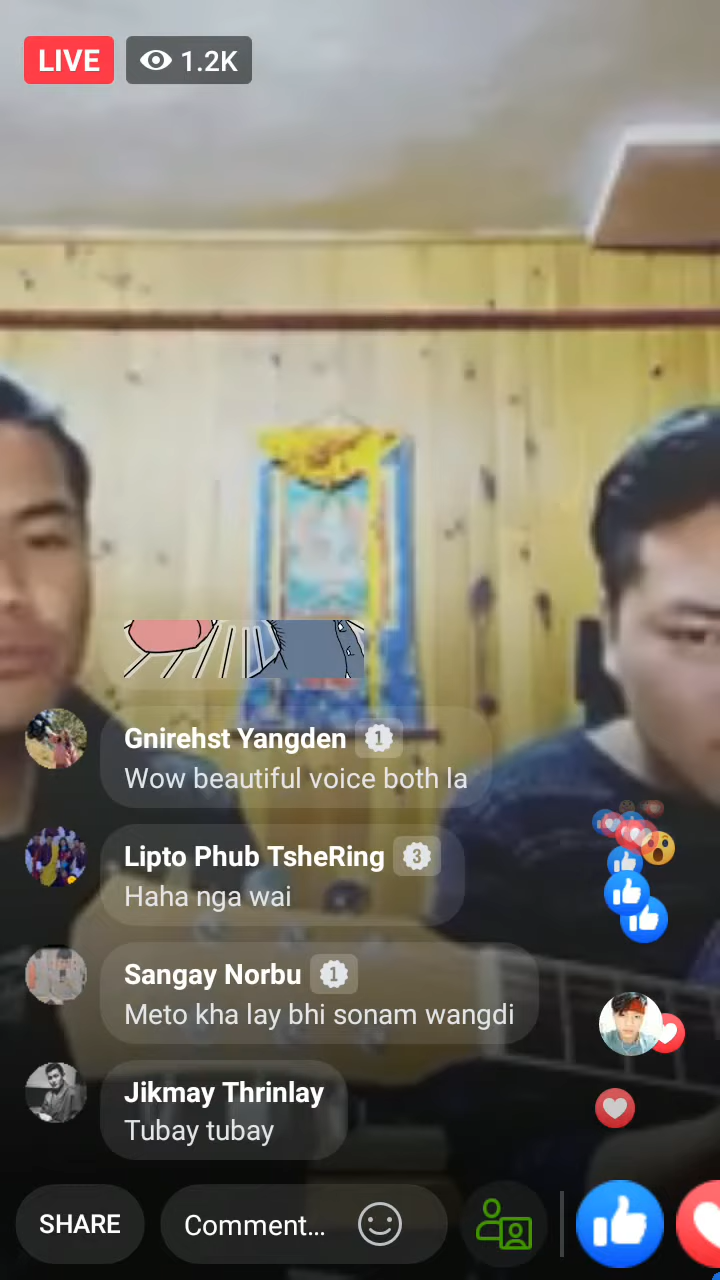 LIVE 1.2K
Gnirehst Yangden 1
Wow beautiful voice both la
Lipto Phub TsheRing 3
Haha nga wai
Sangay Norbu 1
Meto kha lay bhi sonam wangdi
Jikmay Thrinlay
Tubay tubay
SHARE Comment...